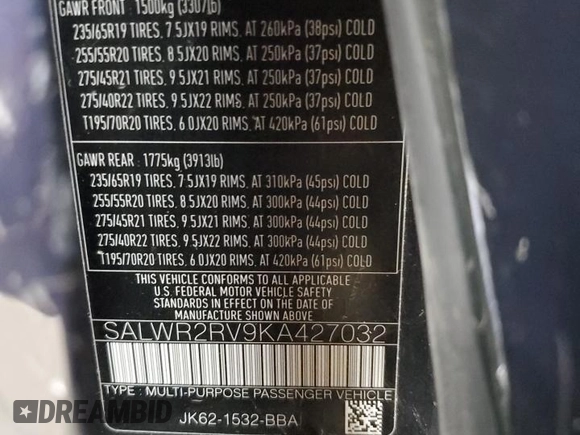 GAWR FRONT : 1500kg (3307lb)
235/65R19 TIRES, 7.5JX19 RIMS, AT 260kPa (38psi) COLD
255/55R20 TIRES, 8.5JX20 RIMS, AT 250kPa (37psi) COLD
275/45R21 TIRES, 9.5JX21 RIMS, AT 250kPa (37psi) COLD
275/40R22 TIRES, 9.5JX22 RIMS, AT 250kPa (37psi) COLD
T195/70R20 TIRES, 6.0JX20 RIMS, AT 420kPa (61psi) COLD
GAWR REAR : 1775kg (3913lb)
235/65R19 TIRES, 7.5JX19 RIMS, AT 310kPa (45psi) COLD
255/55R20 TIRES, 8.5JX20 RIMS, AT 300kPa (44psi) COLD
275/45R21 TIRES, 9.5JX21 RIMS, AT 300kPa (44psi) COLD
275/40R22 TIRES, 9.5JX22 RIMS, AT 300kPa (44psi) COLD
T195/70R20 TIRES, 6.0JX20 RIMS, AT 420kPa (61psi) COLD
THIS VEHICLE CONFORMS TO ALL APPLICABLE
U.S. FEDERAL MOTOR VEHICLE SAFETY
STANDARDS IN EFFECT ON THE DATE OF
MANUFACTURE SHOWN ABOVE
SALWR2RV9KA427032
TYPE : MULTI-PURPOSE PASSENGER VEHICLE
JK62-1532-BBA
DREAMBID